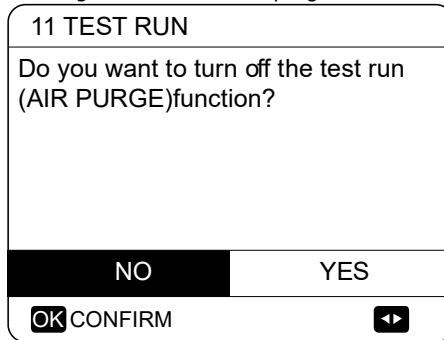 11 TEST RUN
Do you want to turn off the test run
(AIR PURGE)function?
NO YES
OK CONFIRM